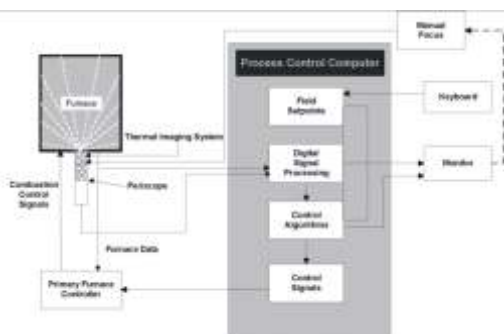 Manual
Focus
Process Control Computer
Furnace
Field
Setpoints
Keyboard
Thermal Imaging System
Digital
Signal
Processing
Monitor
Periscope
Combustion
Control
Signals
Control
Algorithms
Furnace Data
Primary Furnace
Controller
Control
Signals